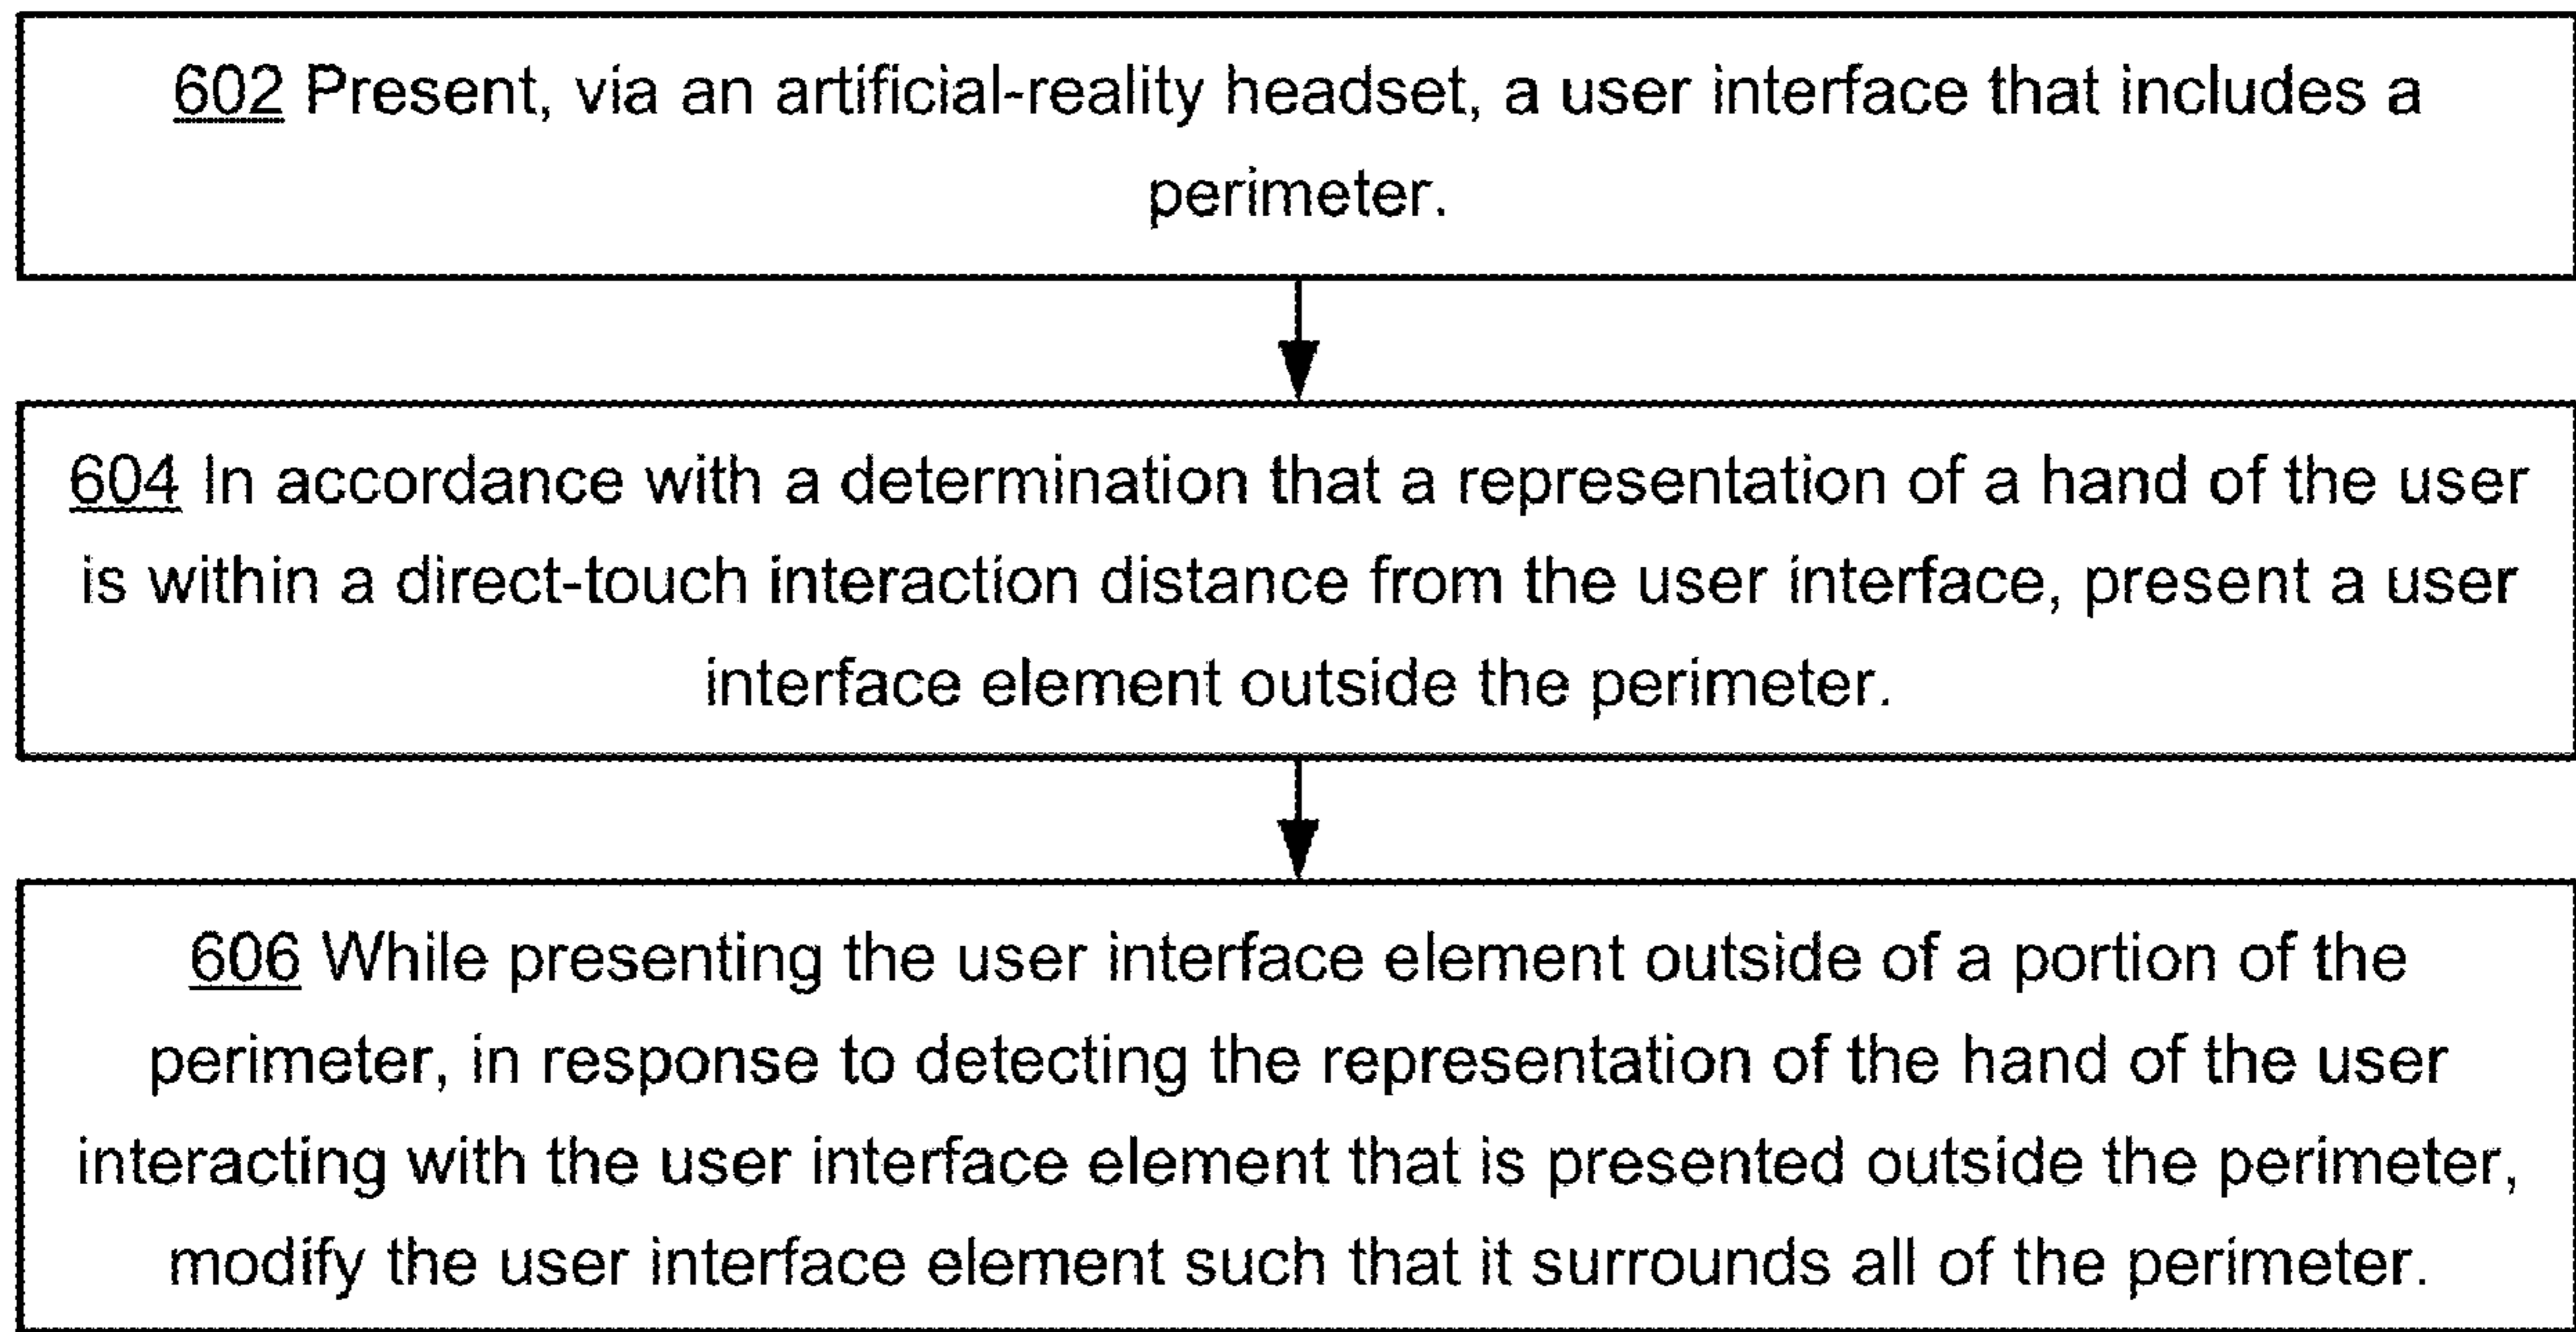 602 Present, via an artificial-reality headset, a user interface that includes a
perimeter.
604 In accordance with a determination that a representation of a hand of the user
is within a direct-touch interaction distance from the user interface, present a user
interface element outside the perimeter.
606 While presenting the user interface element outside of a portion of the
perimeter, in response to detecting the representation of the hand of the user
interacting with the user interface element that is presented outside the perimeter,
modify the user interface element such that it surrounds all of the perimeter.